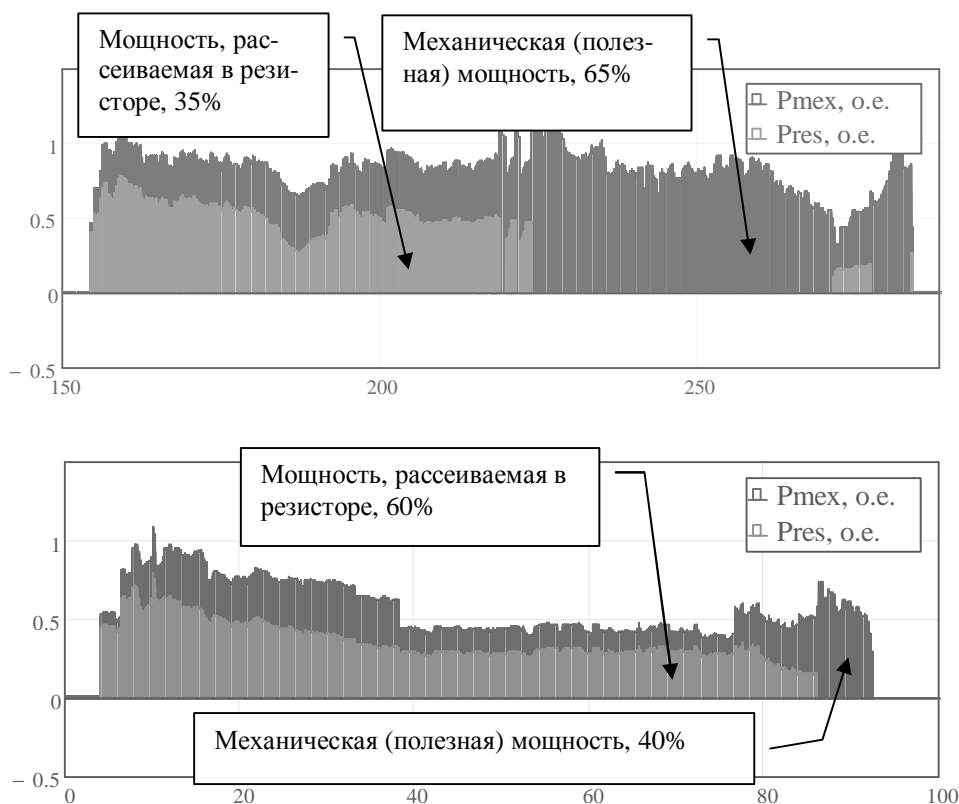 Мощность, рас-
сеиваемая в рези-
сторе, 35%
Механическая (полез-
ная) мощность, 65%
Pmex, o.e.
Pres, o.e.
1
0.5
0
– 0.5
150
200
250
Мощность, рассеиваемая в
резисторе, 60%
Pmex, o.e.
Pres, o.e.
1
0.5
0
Механическая (полезная) мощность, 40%
– 0.5
0
20
40
60
80
100